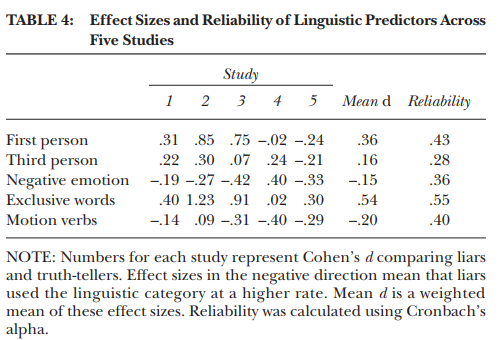 TABLE 4: Effect Sizes and Reliability of Linguistic Predictors Across
Five Studies
Study
1 2 3 4 5 Mean d Reliability
First person .31 .85 .75 –.02 –.24 .36 .43
Third person .22 .30 .07 .24 –.21 .16 .28
Negative emotion –.19 –.27 –.42 .40 –.33 –.15 .36
Exclusive words .40 1.23 .91 .02 .30 .54 .55
Motion verbs –.14 .09 –.31 –.40 –.29 –.20 .40
NOTE: Numbers for each study represent Cohen's d comparing liars
and truth-tellers. Effect sizes in the negative direction mean that liars
used the linguistic category at a higher rate. Mean d is a weighted
mean of these effect sizes. Reliability was calculated using Cronbach's
alpha.